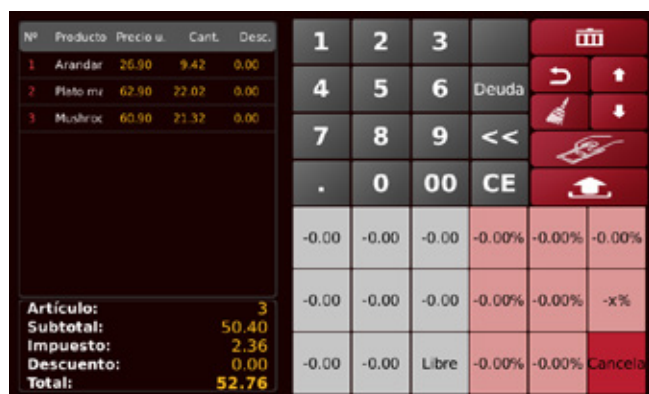 Nº Producto Precio u. Cant. Desc.
1 Arandar 26.90 9.42 0.00
2 Plato ma 62.90 22.02 0.00
3 Mushroc 60.90 21.32 0.00
Artículo: 3
Subtotal: 50.40
Impuesto: 2.36
Descuento: 0.00
Total: 52.76
1 2 3
4 5 6 Deuda
7 8 9 <<
. 0 00 CE
-0.00 -0.00 -0.00 -0.00% -0.00% -0.00%
-0.00 -0.00 -0.00 -0.00% -0.00% -x%
-0.00 -0.00 Libre -0.00% -0.00% Cancela